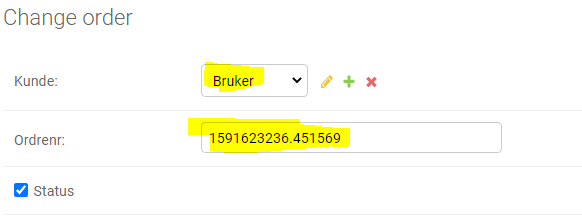 Change order
Kunde: Bruker
Ordrenr: 1591623236.451569
Status